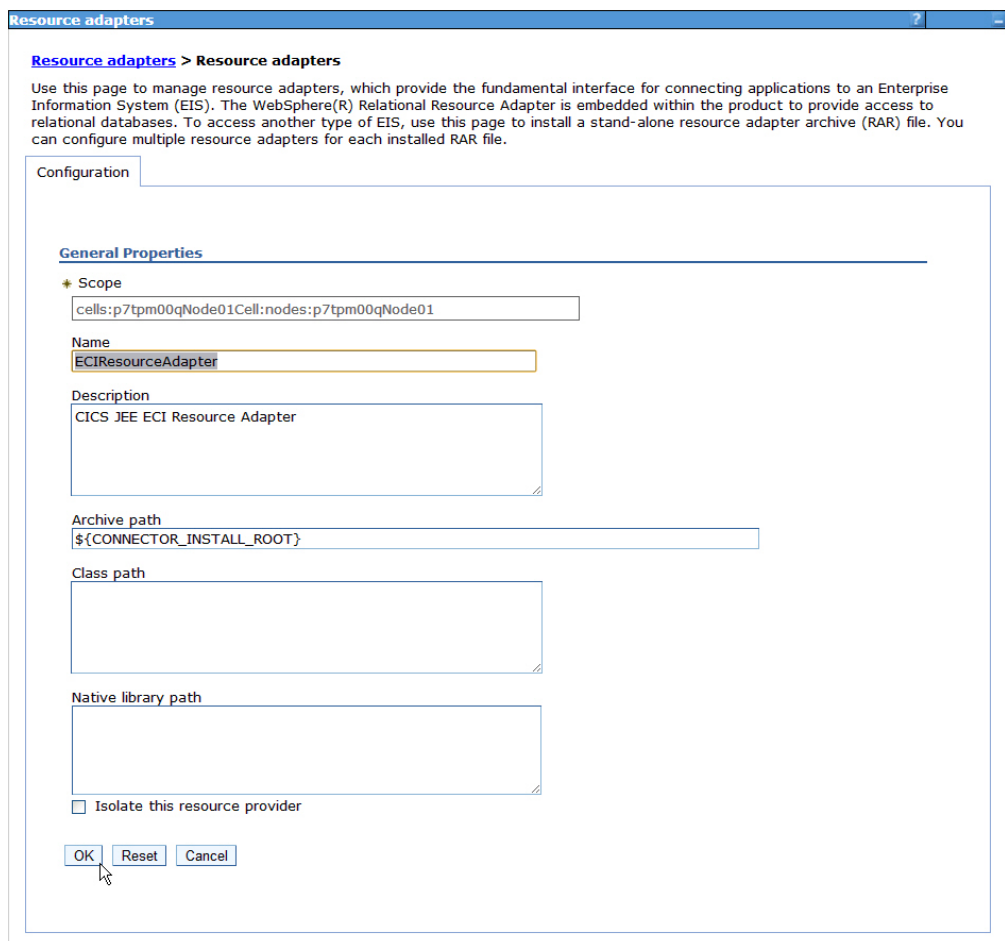 Resource adapters ? –
Resource adapters > Resource adapters
Use this page to manage resource adapters, which provide the fundamental interface for connecting applications to an Enterprise
Information System (EIS). The WebSphere(R) Relational Resource Adapter is embedded within the product to provide access to
relational databases. To access another type of EIS, use this page to install a stand-alone resource adapter archive (RAR) file. You
can configure multiple resource adapters for each installed RAR file.
Configuration
General Properties
Scope
cells:p7tpm00qNode01Cell:nodes:p7tpm00qNode01
Name
ECIResourceAdapter
Description
CICS JEE ECI Resource Adapter
Archive path
${CONNECTOR_INSTALL_ROOT}
Class path
Native library path
Isolate this resource provider
OK Reset Cancel